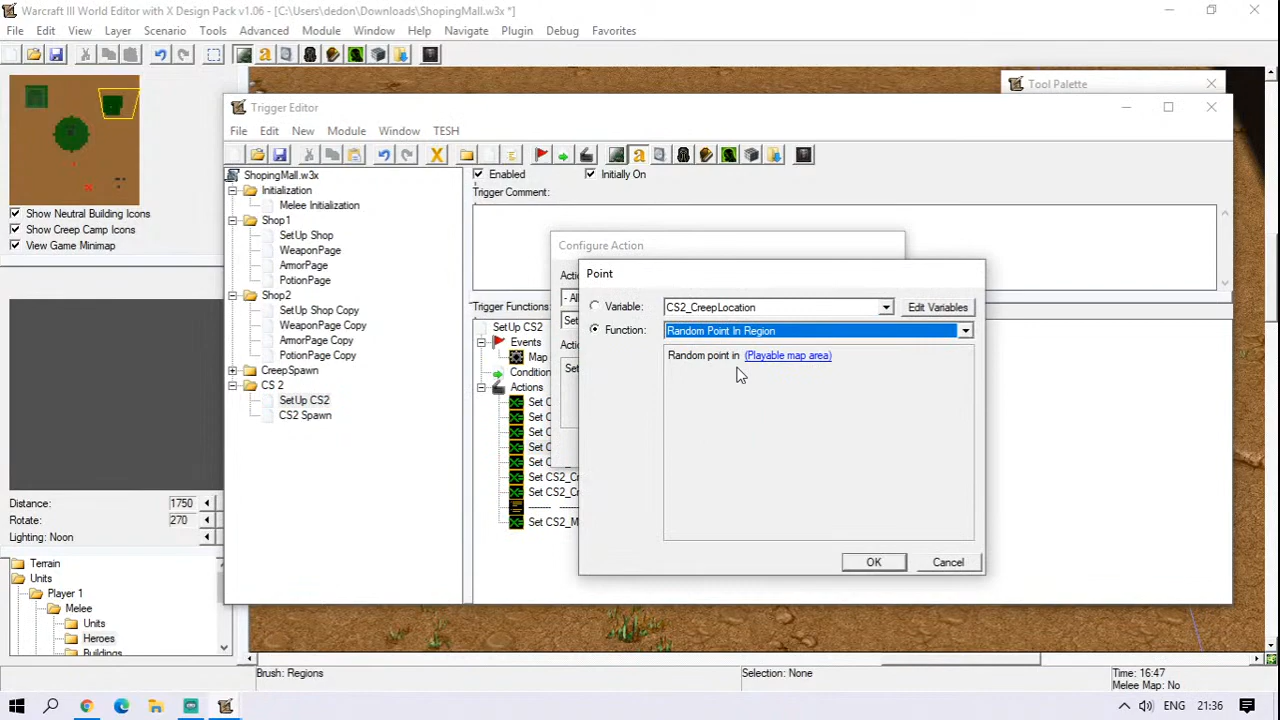 Warcraft III World Editor with X Design Pack v1.06 - [C:\Users\dedon\Downloads\ShopingMall.w3x *]
File Edit View Layer Scenario Tools Advanced Module Window Help Navigate Plugin Debug Favorites
Tool Palette
Trigger Editor
File Edit New Module Window TESH
ShopingMall.w3x
Initialization
Melee Initialization
Shop1
SetUp Shop
WeaponPage
ArmorPage
PotionPage
Shop2
SetUp Shop Copy
WeaponPage Copy
ArmorPage Copy
PotionPage Copy
CreepSpawn
CS 2
SetUp CS2
CS2 Spawn
Enabled
Initially On
Trigger Comment:
Trigger Functions:
SetUp CS2
Events
Map
Condition
Actions
Set C
Set C
Set C
Set C
Set C
Set CS2_C
Set CS2_C
Set CS2_M
Configure Action
Point
Variable: CS2_CreepLocation Edit Variables
Function: Random Point In Region
Random point in (Playable map area)
OK Cancel
Show Neutral Building Icons
Show Creep Camp Icons
View Game Minimap
Distance: 1750
Rotate: 270
Lighting: Noon
Terrain
Units
Player 1
Melee
Units
Heroes
Buildings
Brush: Regions
Selection: None
Time: 16:47
Melee Map: No
ENG 21:36